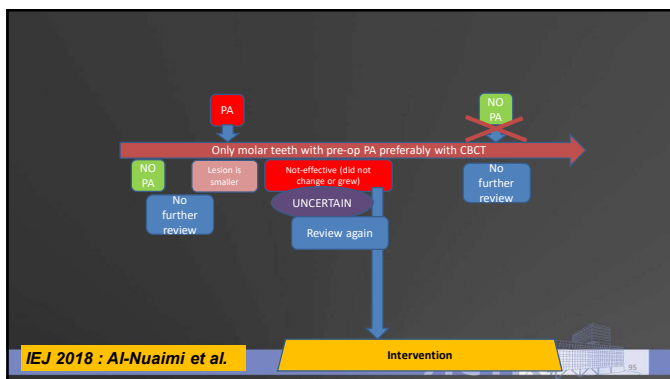 PA
NO
PA
Only molar teeth with pre-op PA preferably with CBCT
NO
PA
Lesion is
smaller
Not-effective (did not
change or grew)
No
further
review
No
further
review
UNCERTAIN
Review again
IEJ 2018 : Al-Nuaimi et al.
Intervention
95